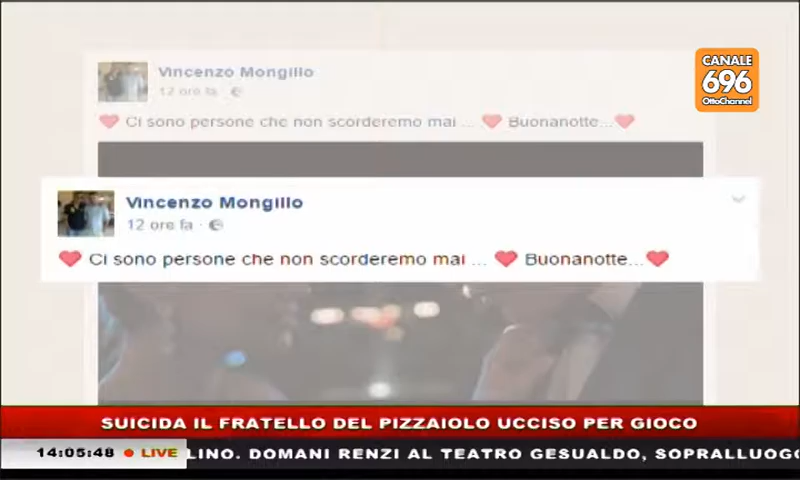 Vincenzo Mongillo
12 ore fa
Ci sono persone che non scorderemo mai ... Buonanotte...
CANALE
696
OttoChannel
Vincenzo Mongillo
12 ore fa ·
Ci sono persone che non scorderemo mai ... Buonanotte...
SUICIDA IL FRATELLO DEL PIZZAIOLO UCCISO PER GIOCO
14:05:48 LIVE LINO. DOMANI RENZI AL TEATRO GESUALDO, SOPRALLUOGO